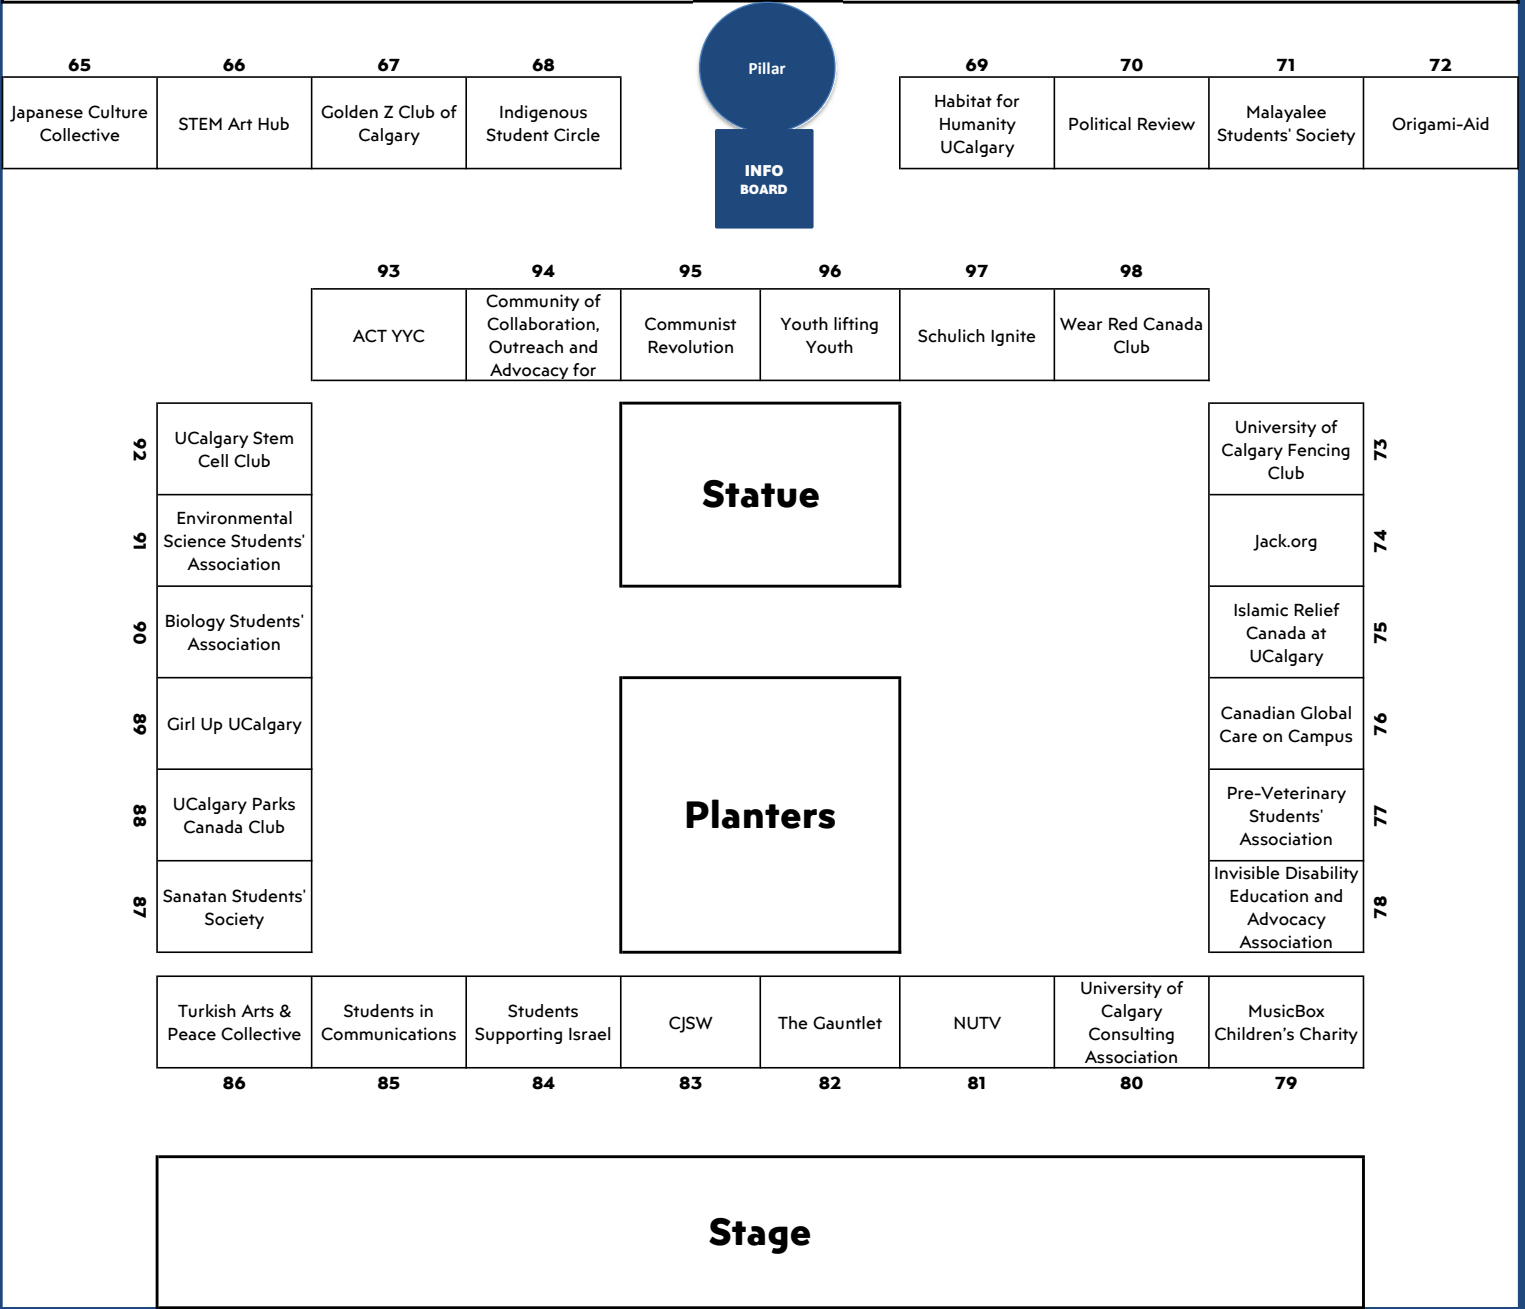 Pillar
65
66
67
68
69
70
71
72
Japanese Culture
Collective
STEM Art Hub
Golden Z Club of
Calgary
Indigenous
Student Circle
Habitat for
Humanity
UCalgary
Political Review
Malayalee
Students' Society
Origami-Aid
INFO
BOARD
93
94
95
96
97
98
ACT YYC
Community of
Collaboration,
Outreach and
Advocacy for
Communist
Revolution
Youth lifting
Youth
Schulich Ignite
Wear Red Canada
Club
92
UCalgary Stem
Cell Club
91
Environmental
Science Students'
Association
90
Biology Students'
Association
89
Girl Up UCalgary
88
UCalgary Parks
Canada Club
87
Sanatan Students'
Society
Statue
Planters
University of
Calgary Fencing
Club
73
Jack.org
74
Islamic Relief
Canada at
UCalgary
75
Canadian Global
Care on Campus
76
Pre-Veterinary
Students'
Association
77
Invisible Disability
Education and
Advocacy
Association
78
Turkish Arts &
Peace Collective
Students in
Communications
Students
Supporting Israel
CJSW
The Gauntlet
NUTV
University of
Calgary
Consulting
Association
MusicBox
Children's Charity
86
85
84
83
82
81
80
79
Stage